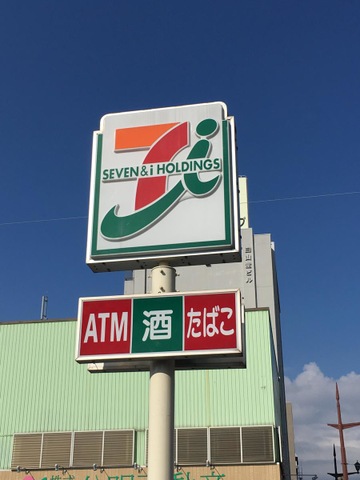 7i
SEVEN & i HOLDINGS
ATM 酒 たばこ